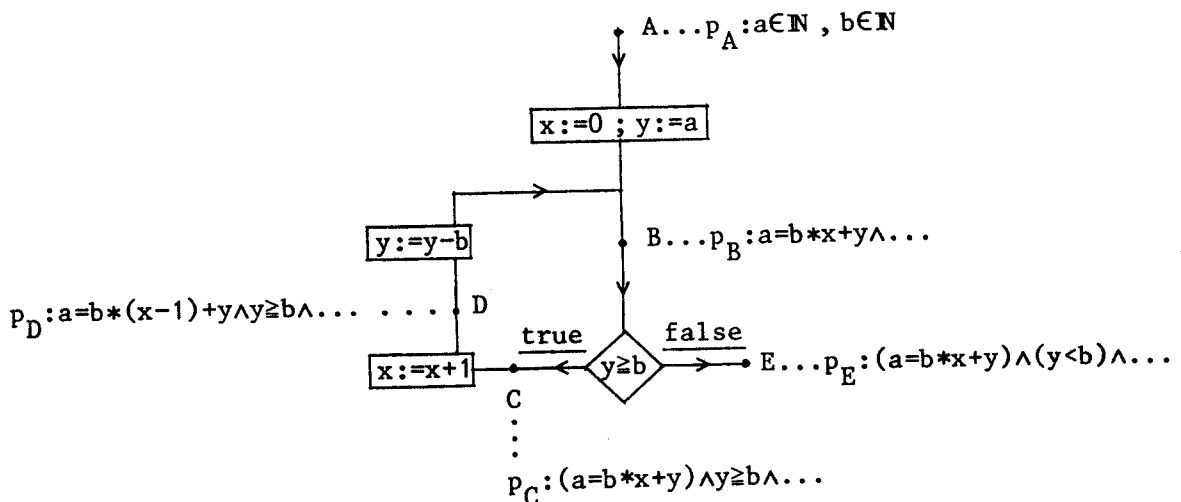 A...p_A:a∈ℕ , b∈ℕ
x:=0 ; y:=a
y:=y-b
B...p_B:a=b*x+y∧...
p_D:a=b*(x-1)+y∧y≧b∧... ... D
true
false
x:=x+1
y≧b
E...p_E:(a=b*x+y)∧(y<b)∧...
C
p_C:(a=b*x+y)∧y≧b∧...